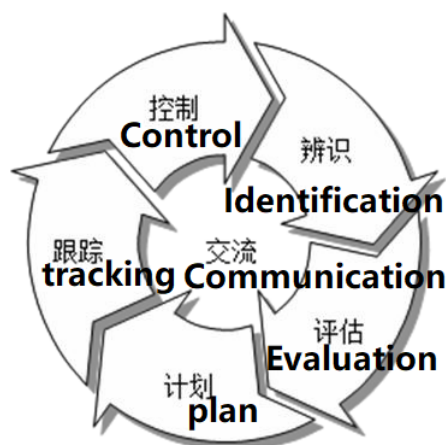 控制
Control
辨识
Identification
跟踪
tracking
交流
Communication
评估
Evaluation
计划
plan